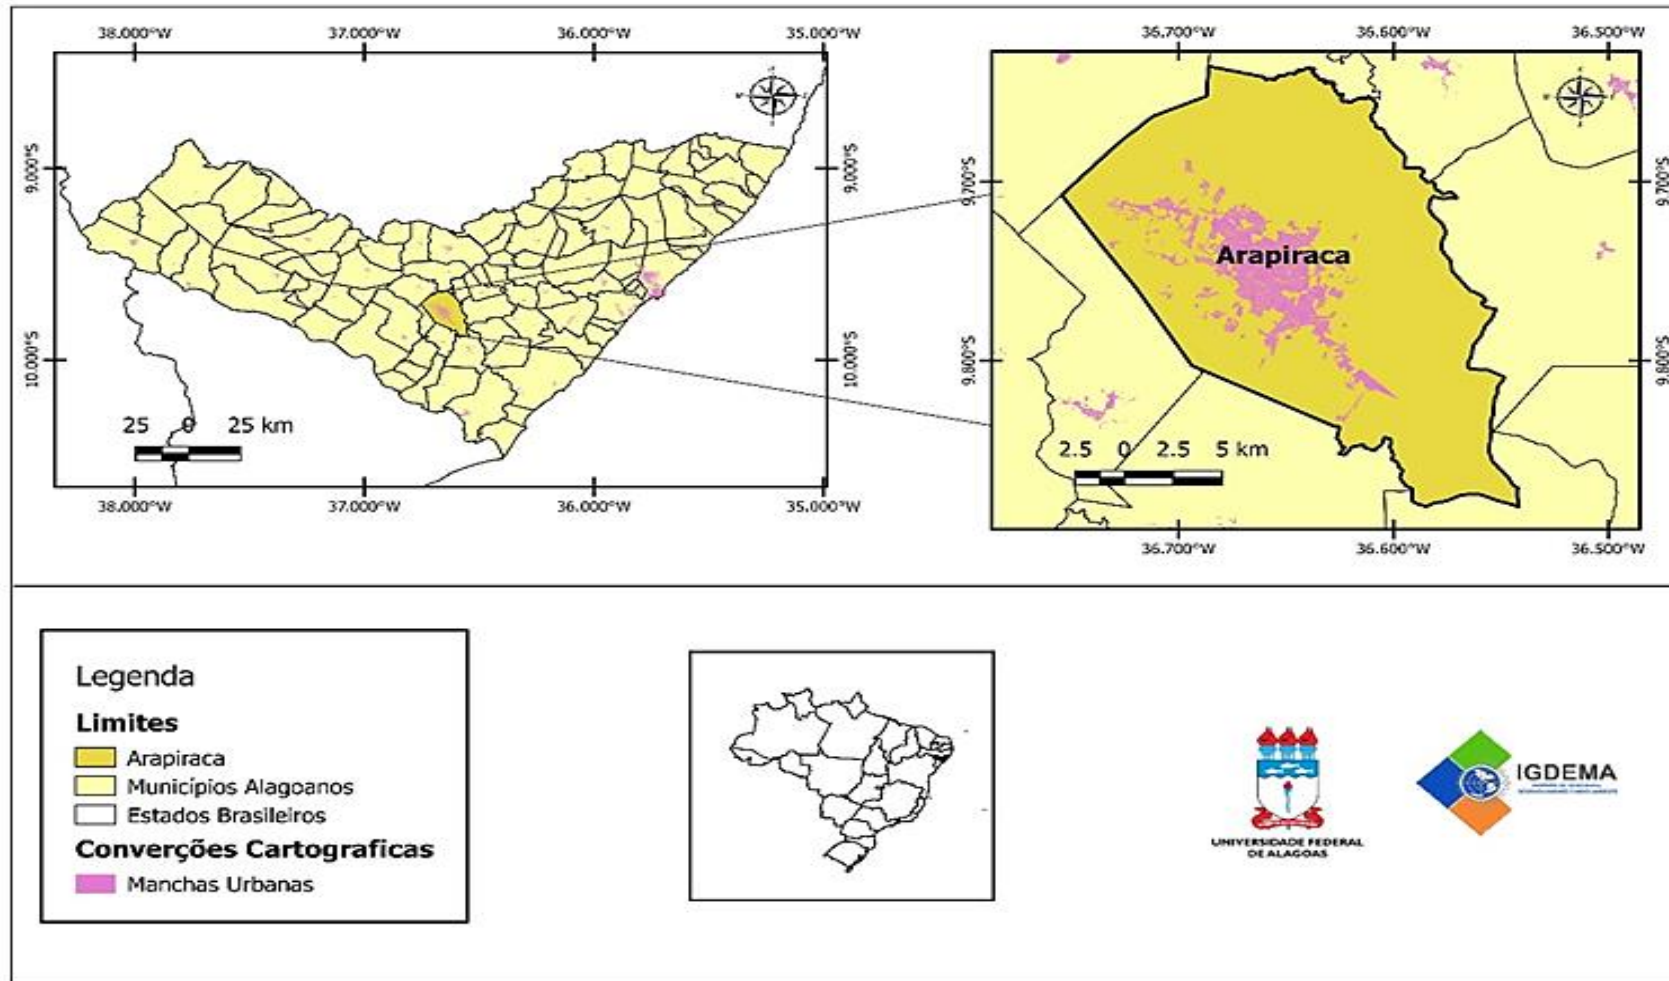 38.000°W 37.000°W 36.000°W 35.000°W
36.700°W 36.600°W 36.500°W
9.000°S 9.000°S
10.000°S 10.000°S
25 0 25 km
38.000°W 37.000°W 36.000°W 35.000°W
9.700°S 9.700°S
Arapiraca
9.800°S 9.800°S
2.5 0 2.5 5 km
36.700°W 36.600°W 36.500°W
Legenda
Limites
Arapiraca
Municípios Alagoanos
Estados Brasileiros
Converções Cartograficas
Manchas Urbanas
UNIVERSIDADE FEDERAL
DE ALAGOAS
IGDEMA